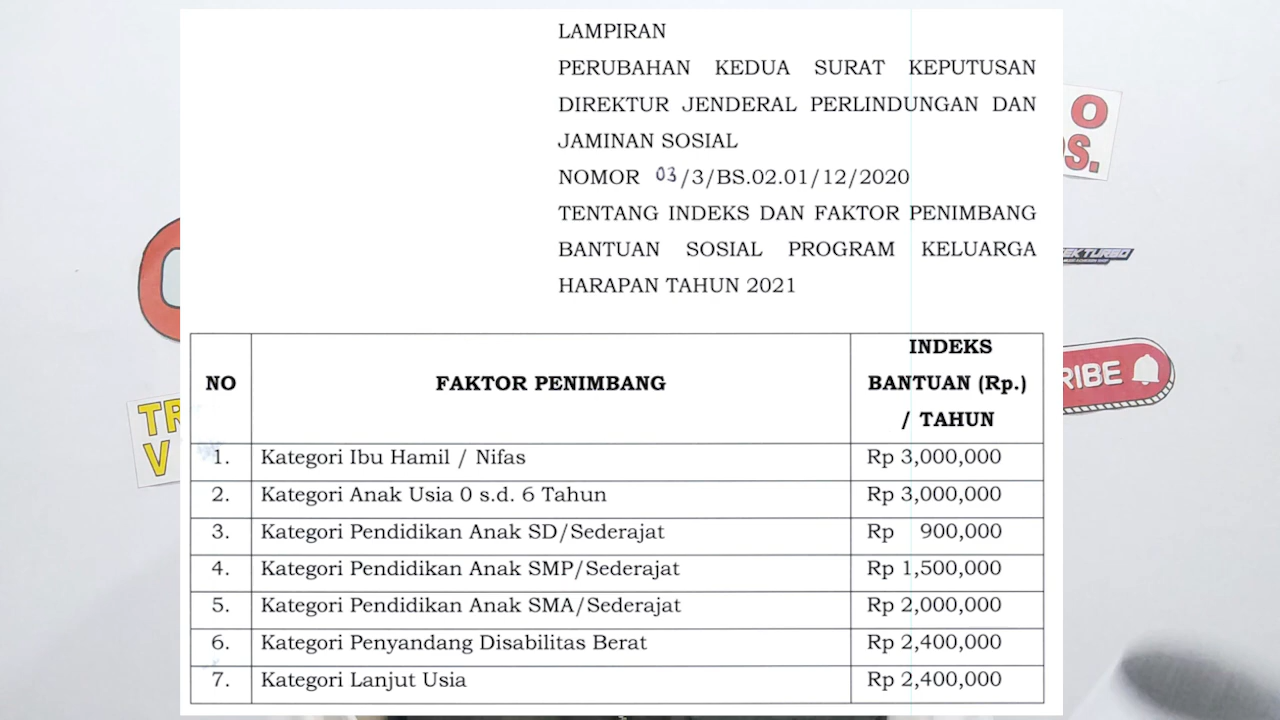 LAMPIRAN
PERUBAHAN KEDUA SURAT KEPUTUSAN
DIREKTUR JENDERAL PERLINDUNGAN DAN
JAMINAN SOSIAL
NOMOR 03/3/BS.02.01/12/2020
TENTANG INDEKS DAN FAKTOR PENIMBANG
BANTUAN SOSIAL PROGRAM KELUARGA
HARAPAN TAHUN 2021
NO FAKTOR PENIMBANG INDEKS
BANTUAN (Rp.)
/ TAHUN
1. Kategori Ibu Hamil / Nifas Rp 3,000,000
2. Kategori Anak Usia 0 s.d. 6 Tahun Rp 3,000,000
3. Kategori Pendidikan Anak SD/Sederajat Rp 900,000
4. Kategori Pendidikan Anak SMP/Sederajat Rp 1,500,000
5. Kategori Pendidikan Anak SMA/Sederajat Rp 2,000,000
6. Kategori Penyandang Disabilitas Berat Rp 2,400,000
7. Kategori Lanjut Usia Rp 2,400,000